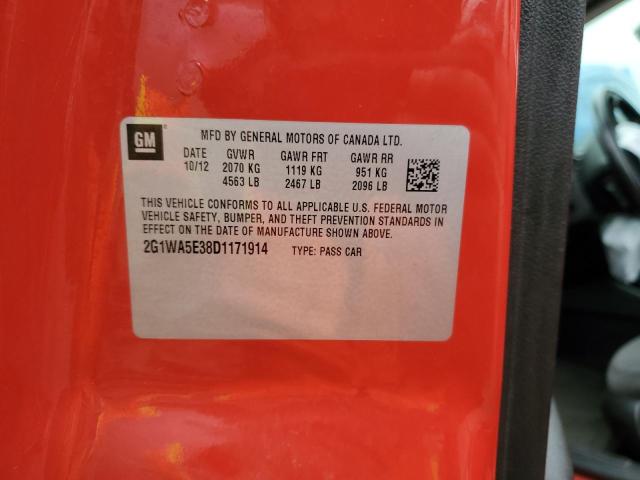 GM
MFD BY GENERAL MOTORS OF CANADA LTD.
DATE GVWR GAWR FRT GAWR RR
10/12 2070 KG 1119 KG 951 KG
4563 LB 2467 LB 2096 LB
THIS VEHICLE CONFORMS TO ALL APPLICABLE U.S. FEDERAL MOTOR
VEHICLE SAFETY, BUMPER, AND THEFT PREVENTION STANDARDS IN
EFFECT ON THE DATE OF MANUFACTURE SHOWN ABOVE.
2G1WA5E38D1171914 TYPE: PASS CAR